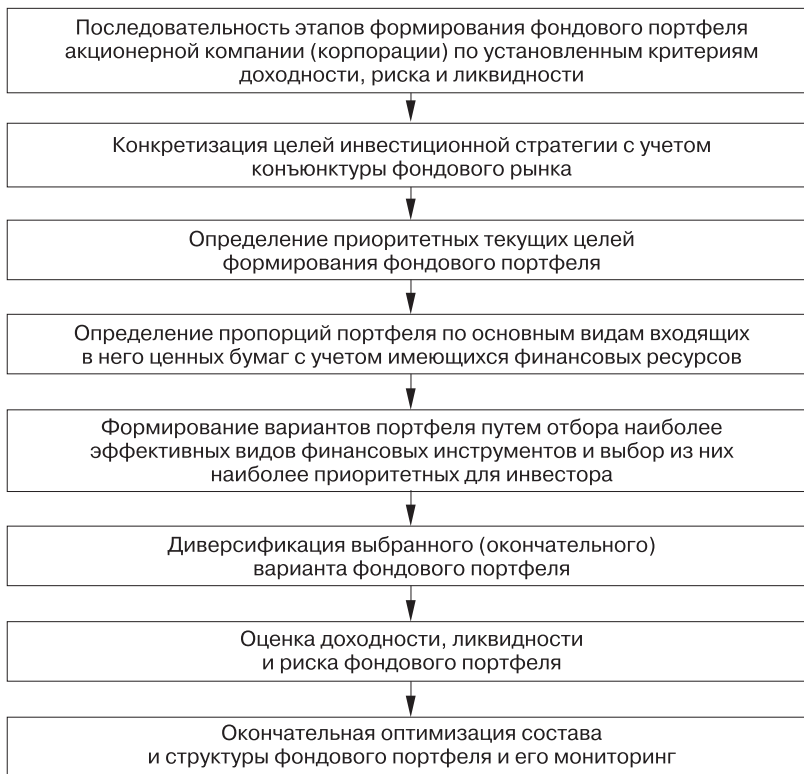 Последовательность этапов формирования фондового портфеля
акционерной компании (корпорации) по установленным критериям
доходности, риска и ликвидности
Конкретизация целей инвестиционной стратегии с учетом
конъюнктуры фондового рынка
Определение приоритетных текущих целей
формирования фондового портфеля
Определение пропорций портфеля по основным видам входящих
в него ценных бумаг с учетом имеющихся финансовых ресурсов
Формирование вариантов портфеля путем отбора наиболее
эффективных видов финансовых инструментов и выбор из них
наиболее приоритетных для инвестора
Диверсификация выбранного (окончательного)
варианта фондового портфеля
Оценка доходности, ликвидности
и риска фондового портфеля
Окончательная оптимизация состава
и структуры фондового портфеля и его мониторинг